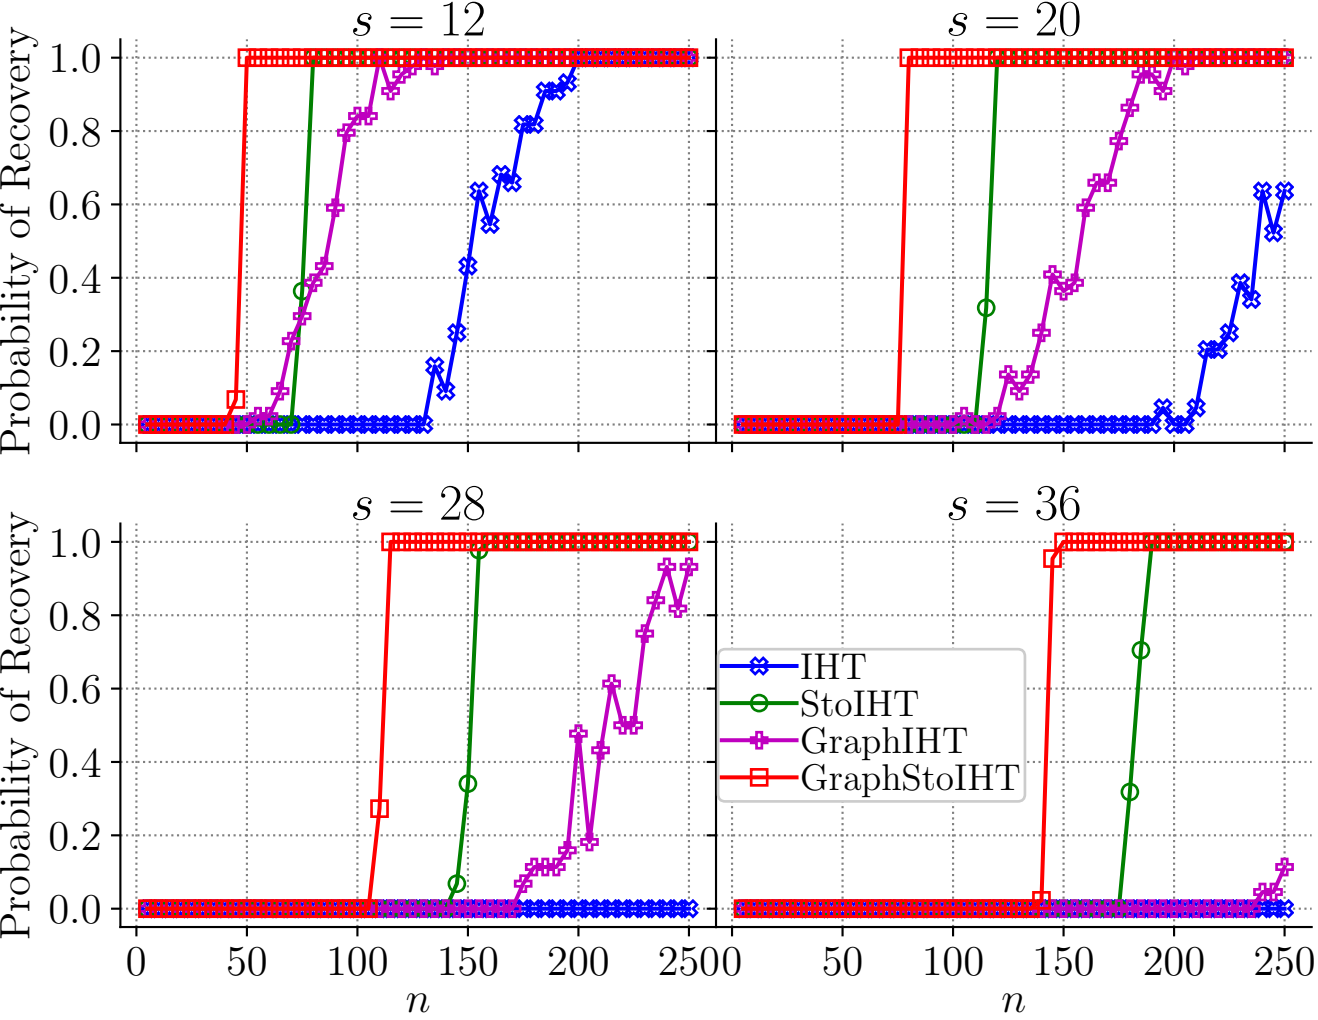 s = 12
s = 20
Probability of Recovery
1.0
0.8
0.6
0.4
0.2
0.0
s = 28
s = 36
Probability of Recovery
1.0
0.8
0.6
0.4
0.2
0.0
IHT
StoIHT
GraphIHT
GraphStoIHT
0 50 100 150 200 250
0 50 100 150 200 250
n
n